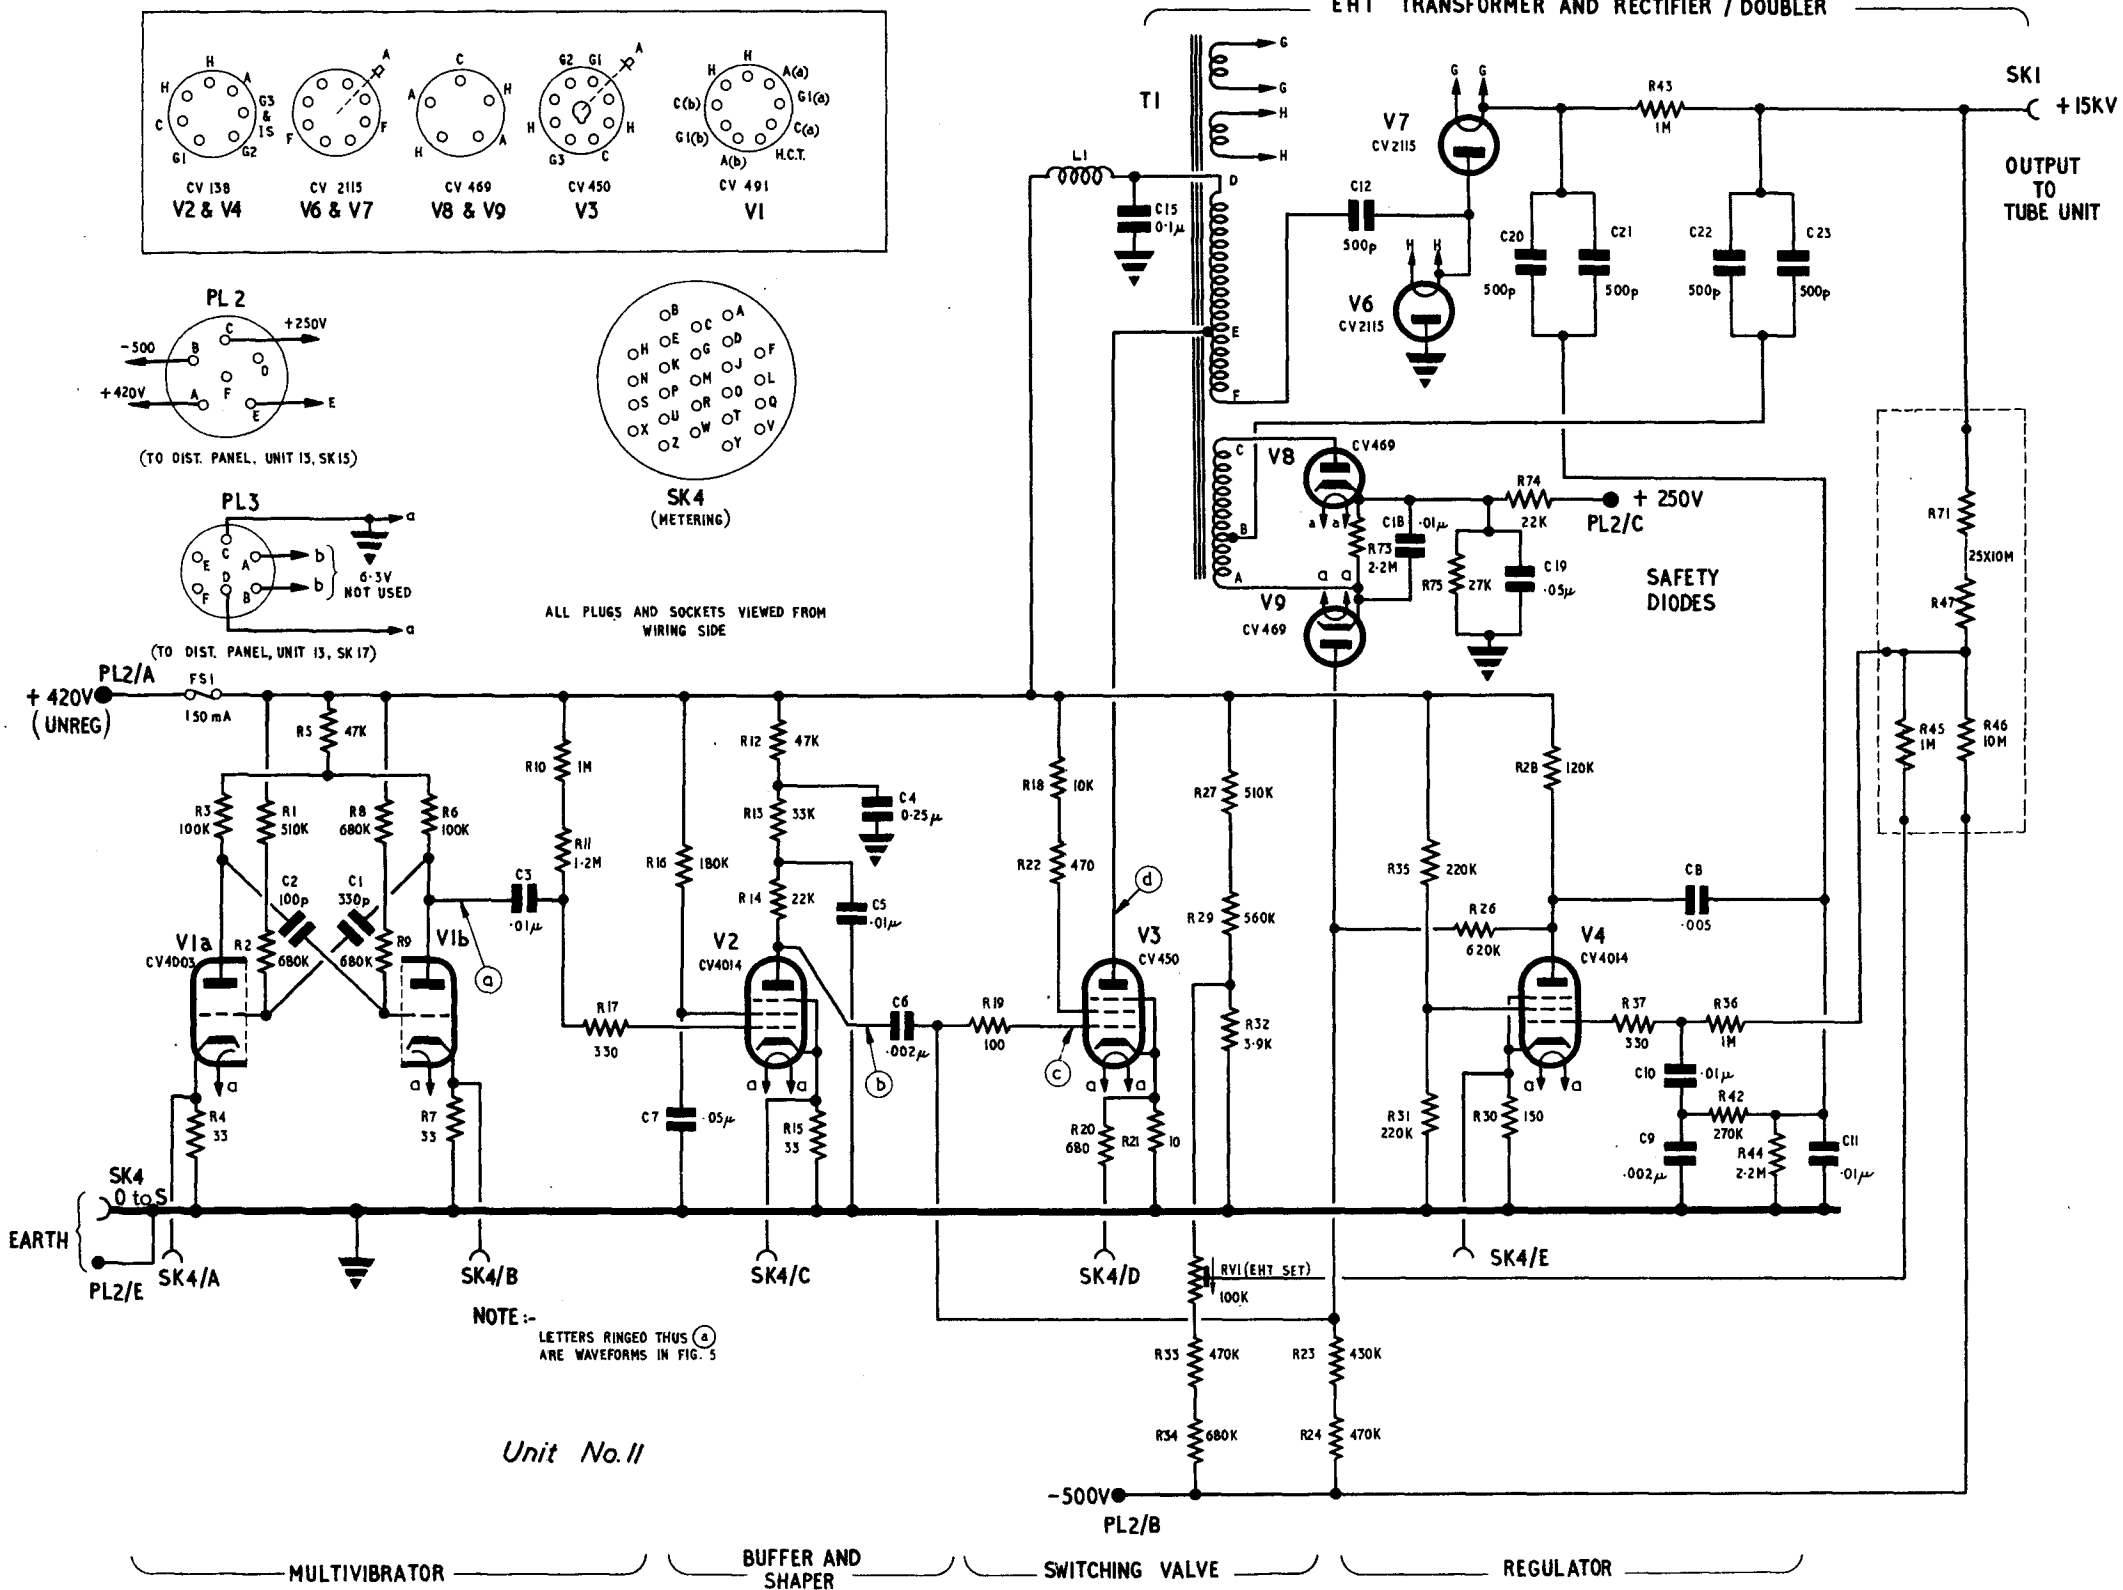 EHT TRANSFORMER AND RECTIFIER / DOUBLER
H H A G3 & IS G2 G1 C
CV 138
V2 & V4
A F F
CV 2115
V6 & V7
C H A H A
CV 469
V8 & V9
G2 G1 A H C G3 H
CV 450
V3
H H A(a) G1(a) C(a) H.C.T. A(b) G1(b) C(b)
CV 491
V1
PL 2
C +250V
-500 B D
F
+420V A E E
(TO DIST. PANEL, UNIT 13, SK15)
PL3
a
C
E A b
D
F B b
6·3V
NOT USED
a
(TO DIST. PANEL, UNIT 13, SK17)
B C A
E D
H G F
K J
N M L
P O
S R Q
U T
X W V
Z Y
SK4
(METERING)
ALL PLUGS AND SOCKETS VIEWED FROM
WIRING SIDE
T1
G
G
H
H
D
E
F
C
B
A
L1
C15
0·1μ
C12
500p
G G
V7
CV2115
H H
V6
CV2115
R43
1M
SK1
+15KV
OUTPUT
TO
TUBE UNIT
C20
500p
C21
500p
C22
500p
C23
500p
V8
CV469
a a
R73
2·2M
C18 ·01μ
R74
22K
+ 250V
PL2/C
R75
27K
C19
·05μ
a a
V9
CV469
SAFETY
DIODES
R71
25X10M
R47
R45
1M
R46
10M
PL2/A
+ 420V
(UNREG)
FS1
150mA
R5
47K
R3
100K
R1
510K
R8
680K
R6
100K
C2
100p
C1
330p
V1a
CV4003
R2
680K
R9
680K
V1b
a
a
a
R4
33
R7
33
C3
·01μ
R10
1M
R11
1·2M
R17
330
R16
180K
C7
·05μ
R12
47K
R13
33K
C4
0·25μ
R14
22K
C5
·01μ
V2
CV4014
a a
R15
33
b
C6
·002μ
R19
100
c
R18
10K
R22
470
d
V3
CV450
a a
R20
680
R21
10
R27
510K
R29
560K
R32
3·9K
RV1(EHT SET)
100K
R33
470K
R34
680K
R23
430K
R24
470K
R35
220K
R31
220K
R28
120K
R26
620K
C8
·005
V4
CV4014
a a
R30
150
R37
330
R36
1M
C10
·01μ
R42
270K
C9
·002μ
R44
2·2M
C11
·01μ
SK4
0 to S
EARTH
PL2/E
SK4/A
SK4/B
SK4/C
SK4/D
SK4/E
NOTE:-
LETTERS RINGED THUS (a)
ARE WAVEFORMS IN FIG. 5
Unit No.11
-500V
PL2/B
MULTIVIBRATOR
BUFFER AND
SHAPER
SWITCHING VALVE
REGULATOR